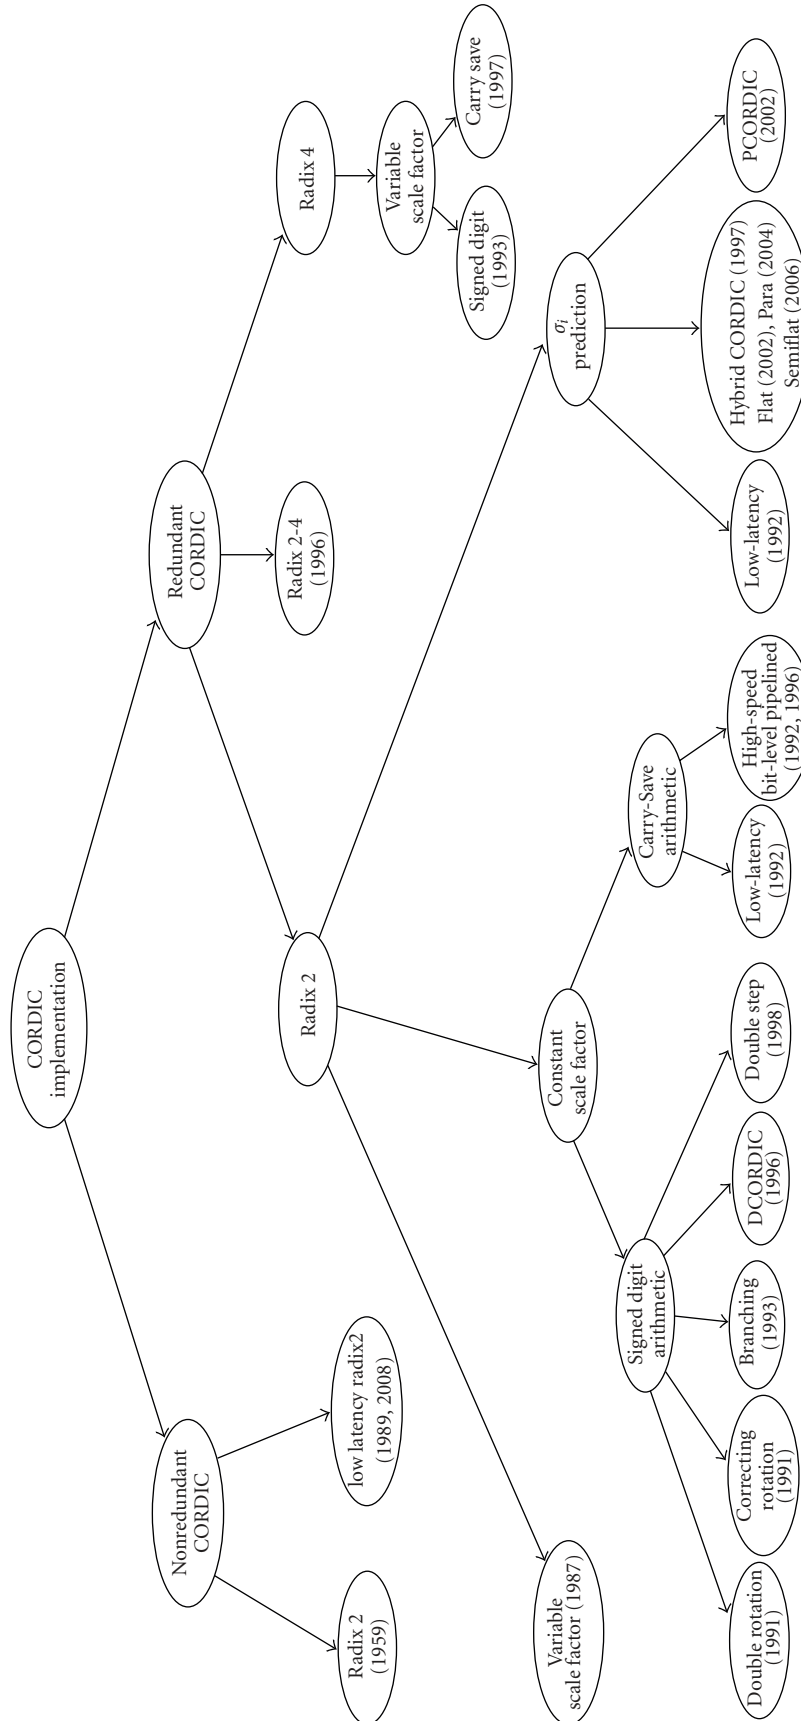 CORDIC
implementation
Nonredundant
CORDIC
Redundant
CORDIC
Radix 2
(1959)
low latency radix2
(1989, 2008)
Radix 2
Radix 2-4
(1996)
Radix 4
Variable
scale factor
Signed digit
(1993)
Carry save
(1997)
Variable
scale factor (1987)
Constant
scale factor
σi
prediction
Signed digit
arithmetic
Carry-Save
arithmetic
Double rotation
(1991)
Correcting
rotation
(1991)
Branching
(1993)
DCORDIC
(1996)
Double step
(1998)
Low-latency
(1992)
High-speed
bit-level pipelined
(1992, 1996)
Low-latency
(1992)
Hybrid CORDIC (1997)
Flat (2002), Para (2004)
Semiflat (2006)
PCORDIC
(2002)